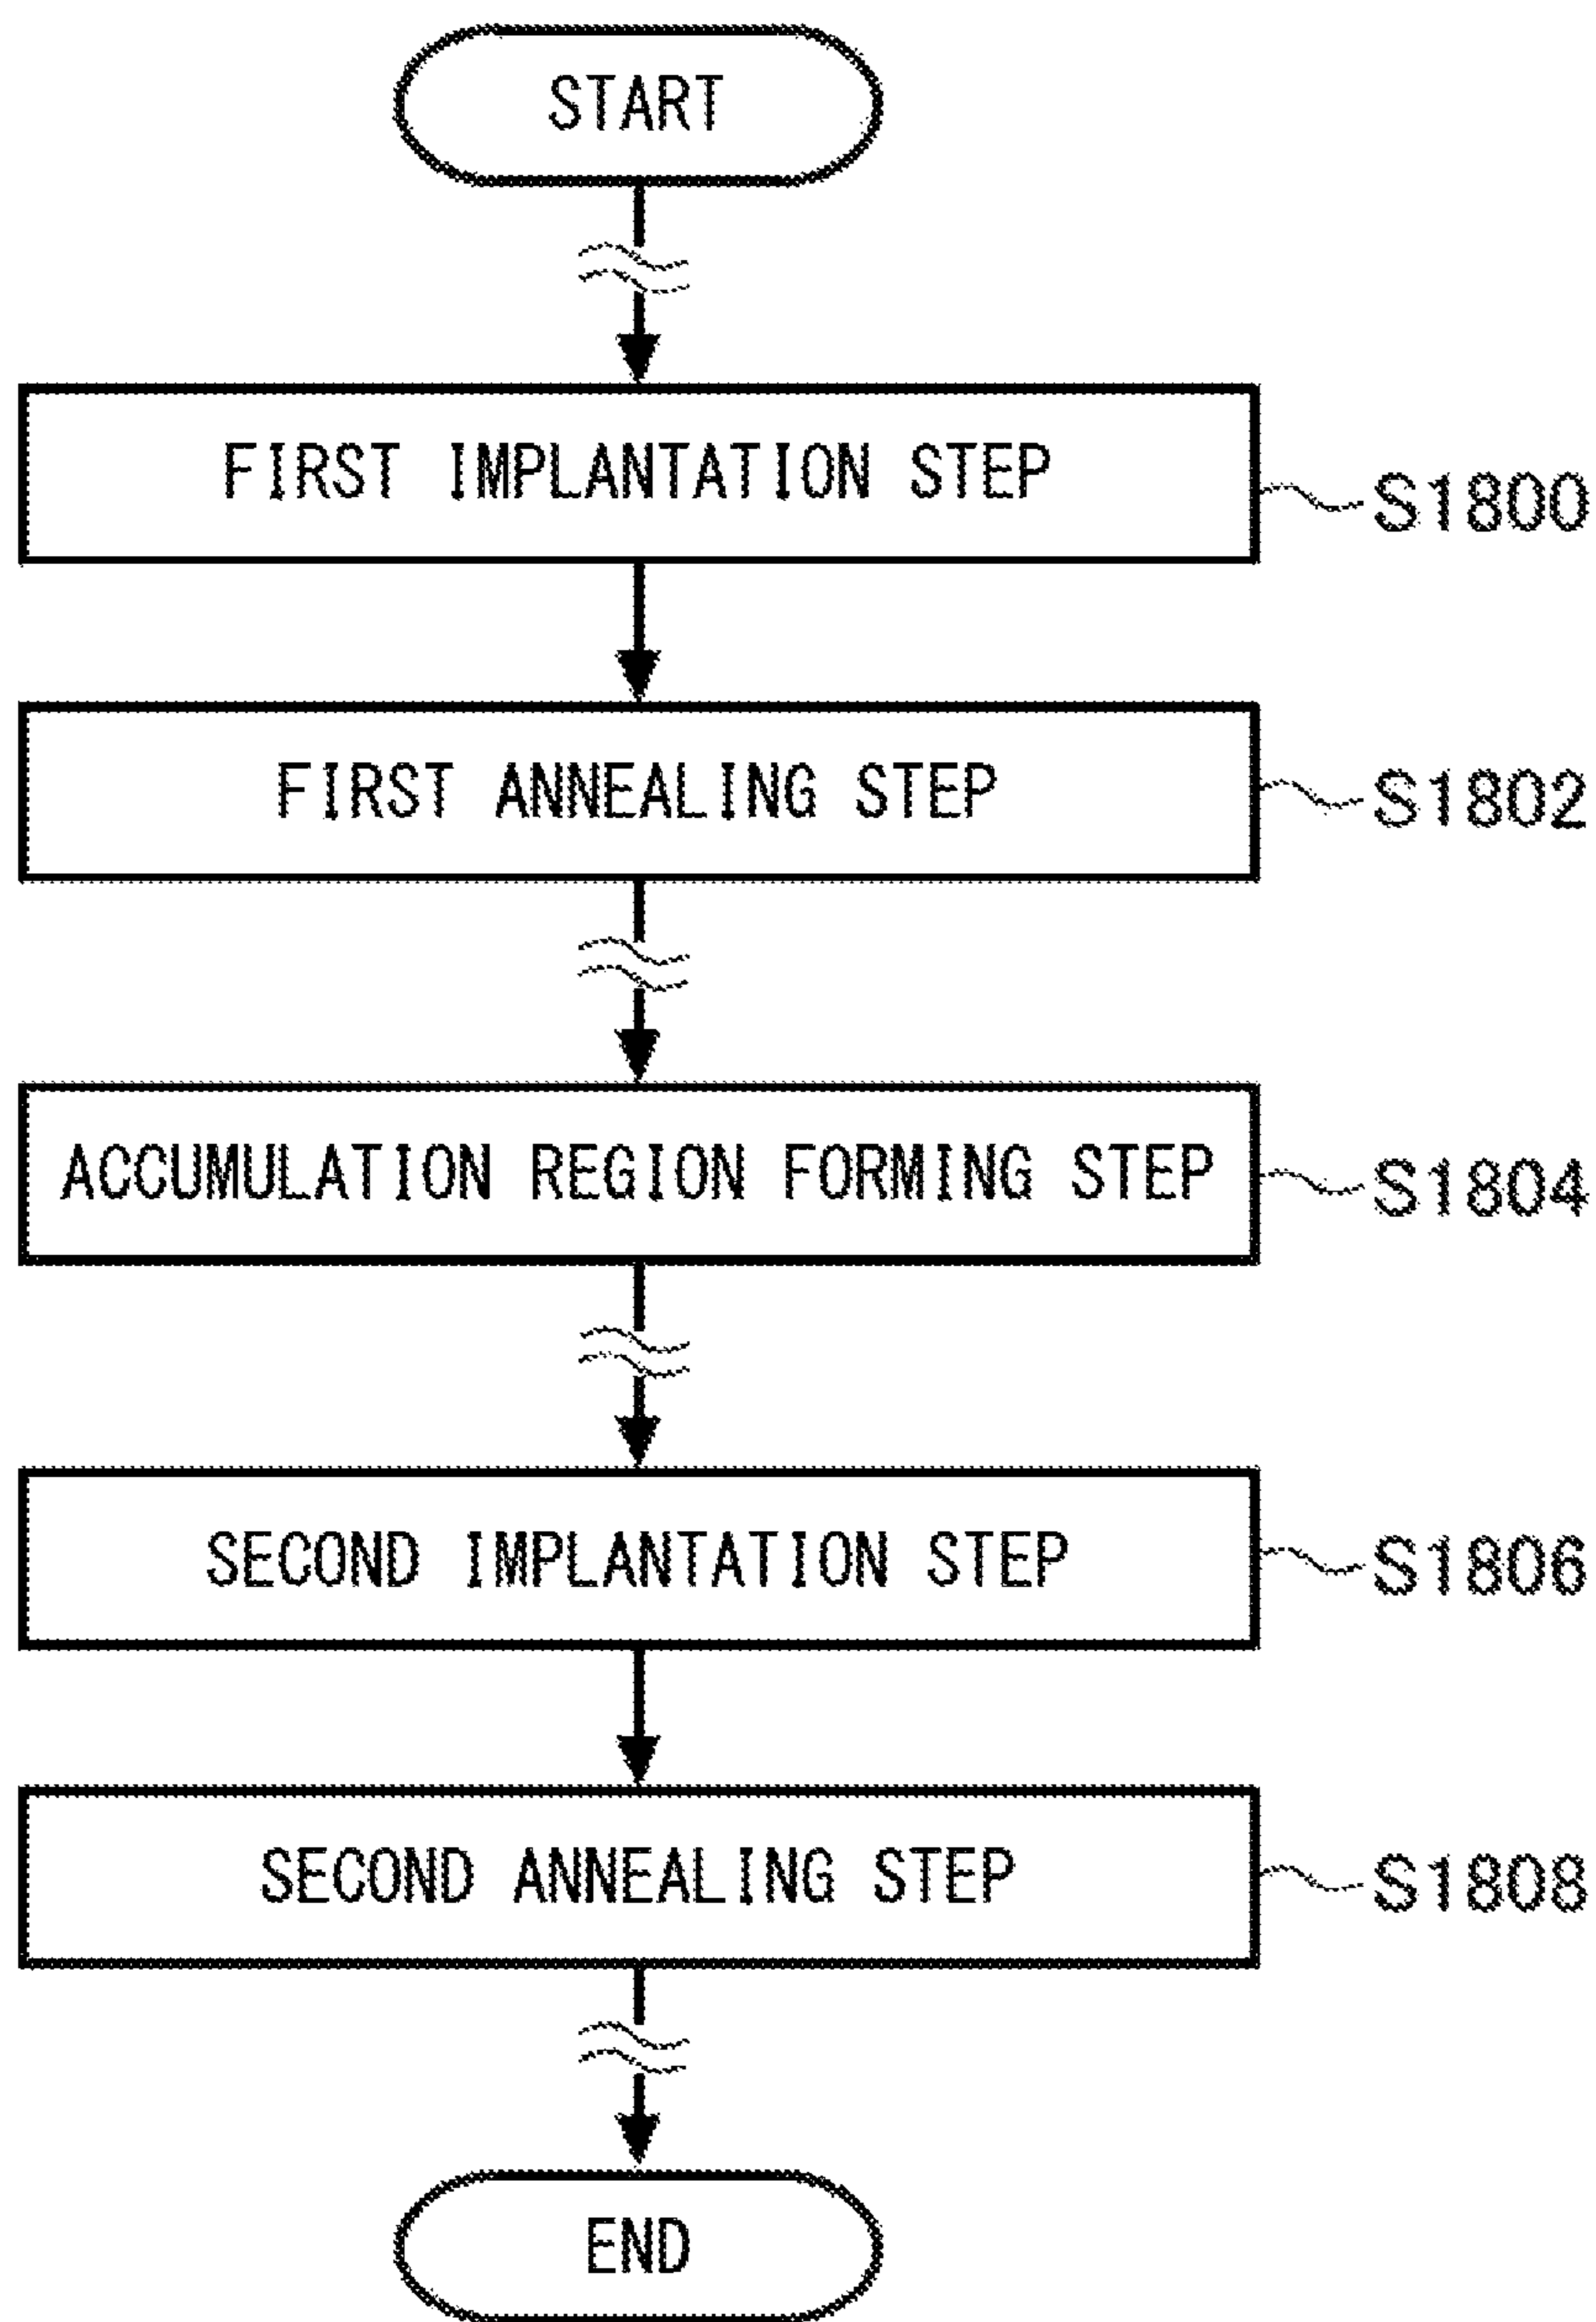 START
FIRST IMPLANTATION STEP
S1800
FIRST ANNEALING STEP
S1802
ACCUMULATION REGION FORMING STEP
S1804
SECOND IMPLANTATION STEP
S1806
SECOND ANNEALING STEP
S1808
END